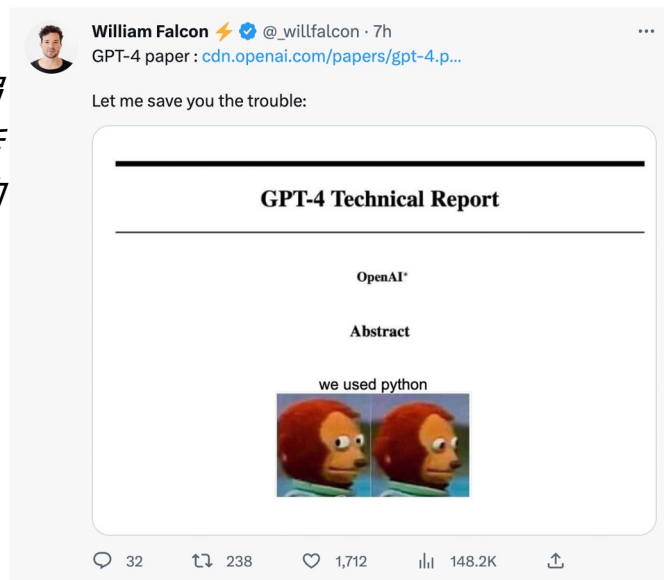 William Falcon ⚡ @_willfalcon · 7h
GPT-4 paper : cdn.openai.com/papers/gpt-4.p...
Let me save you the trouble:
GPT-4 Technical Report
OpenAI*
Abstract
we used python
32 238 1,712 148.2K